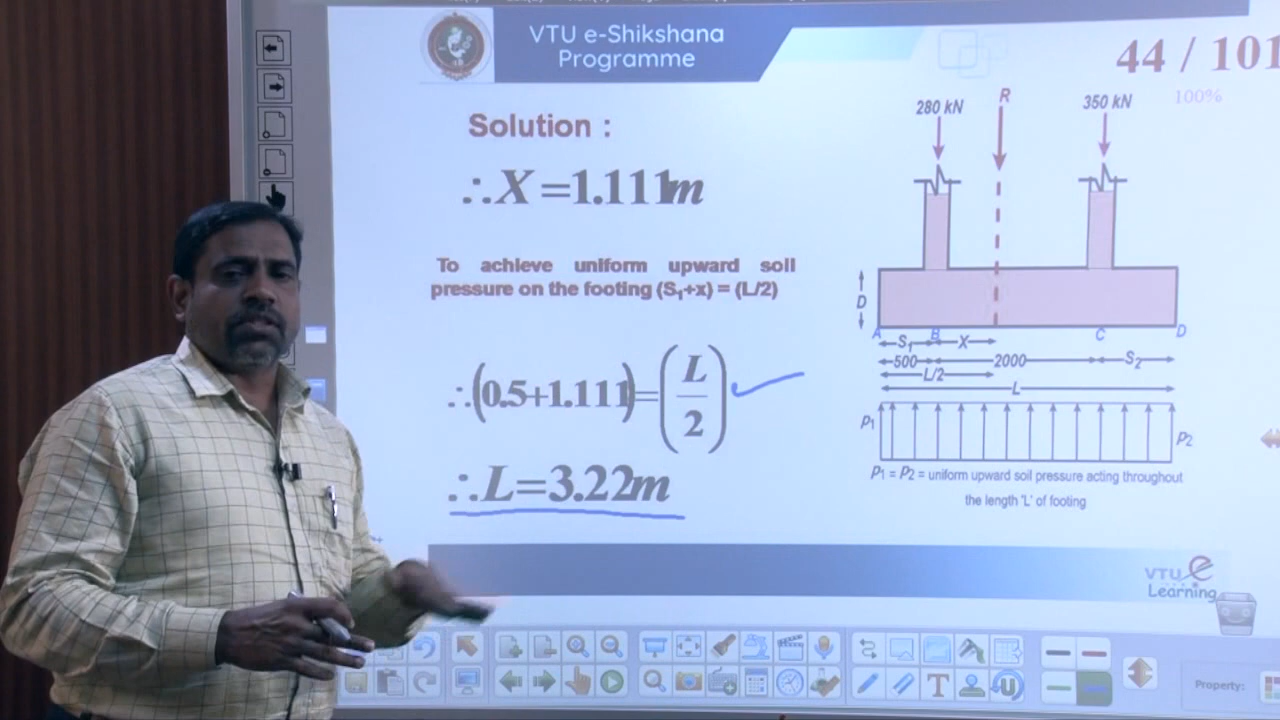 VTU e-Shikshana
Programme
44 / 101
100%
Solution :
∴X=1.111m
To achieve uniform upward soil
pressure on the footing (S₁+x) = (L/2)
∴(0.5+1.111)=(L/2)
∴L=3.22m
280 kN
R
350 kN
D
A
B
C
D
S₁
X
500
2000
S₂
L/2
L
P₁
P₂
P₁ = P₂ = uniform upward soil pressure acting throughout
the length 'L' of footing
VTU e
Learning
Property: